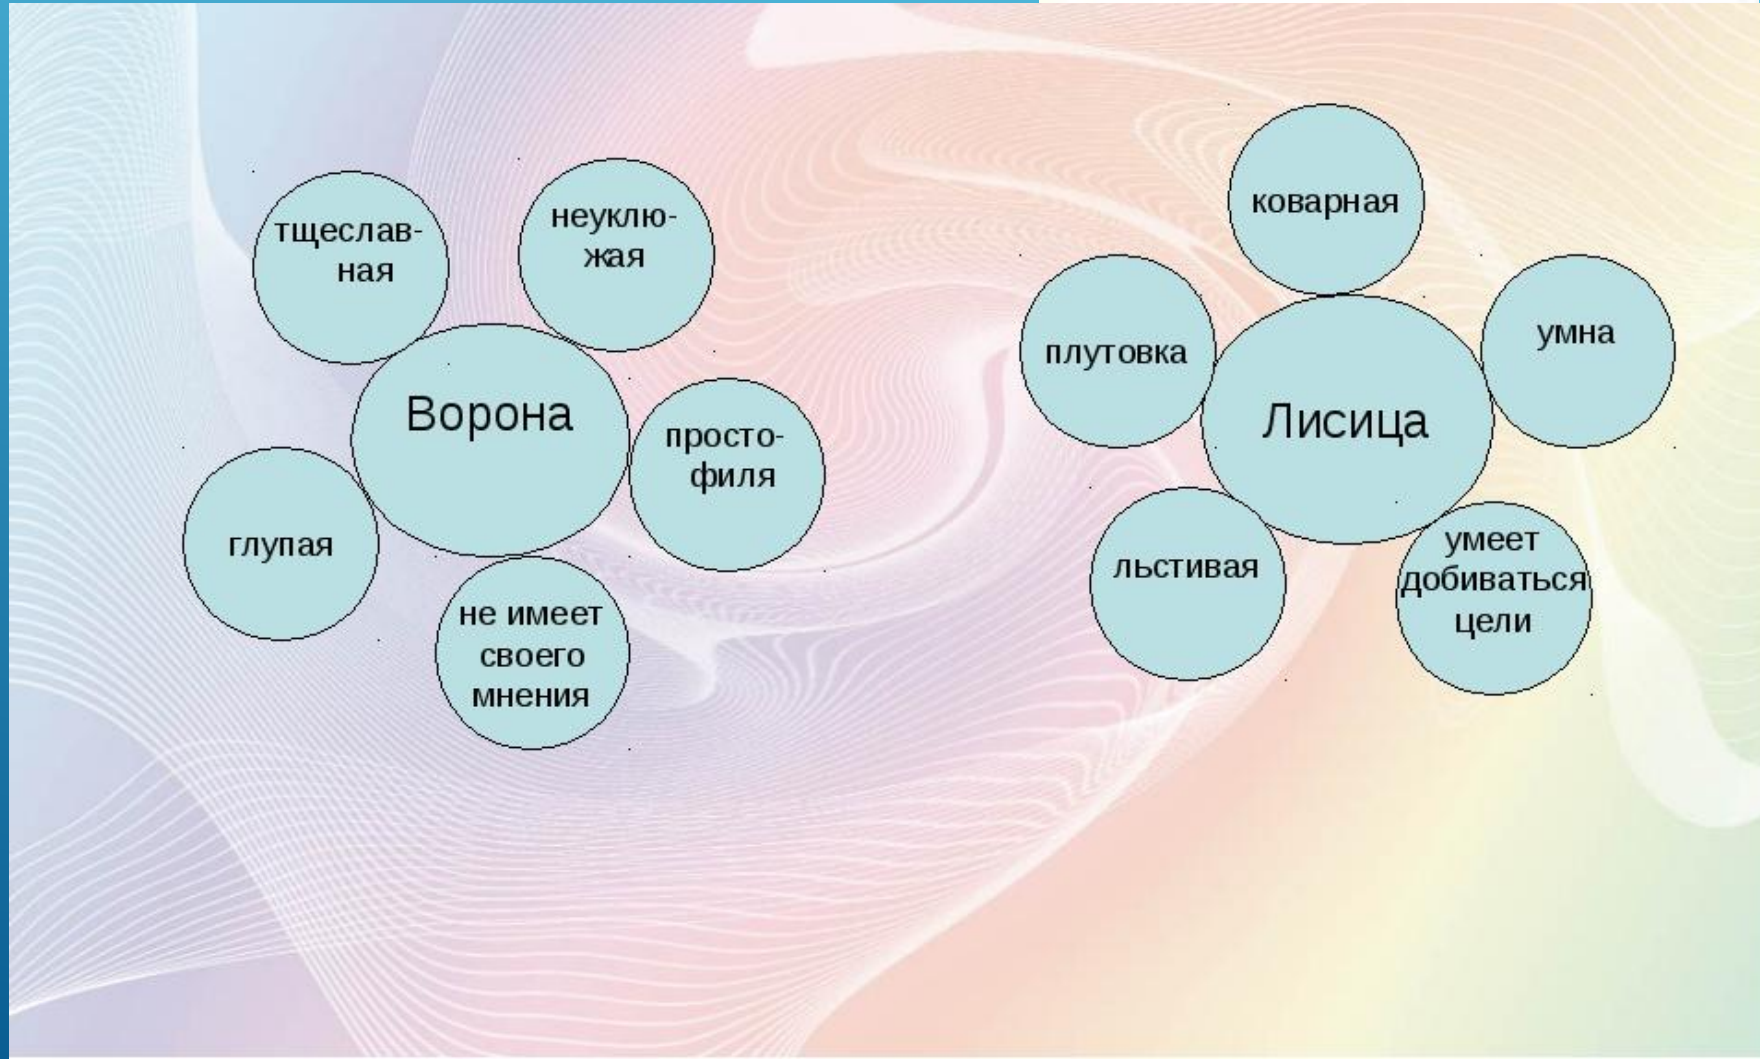 тщеслав-
ная
неуклю-
жая
Ворона
просто-
филя
глупая
не имеет
своего
мнения
коварная
плутовка
умна
Лисица
льстивая
умеет
добиваться
цели